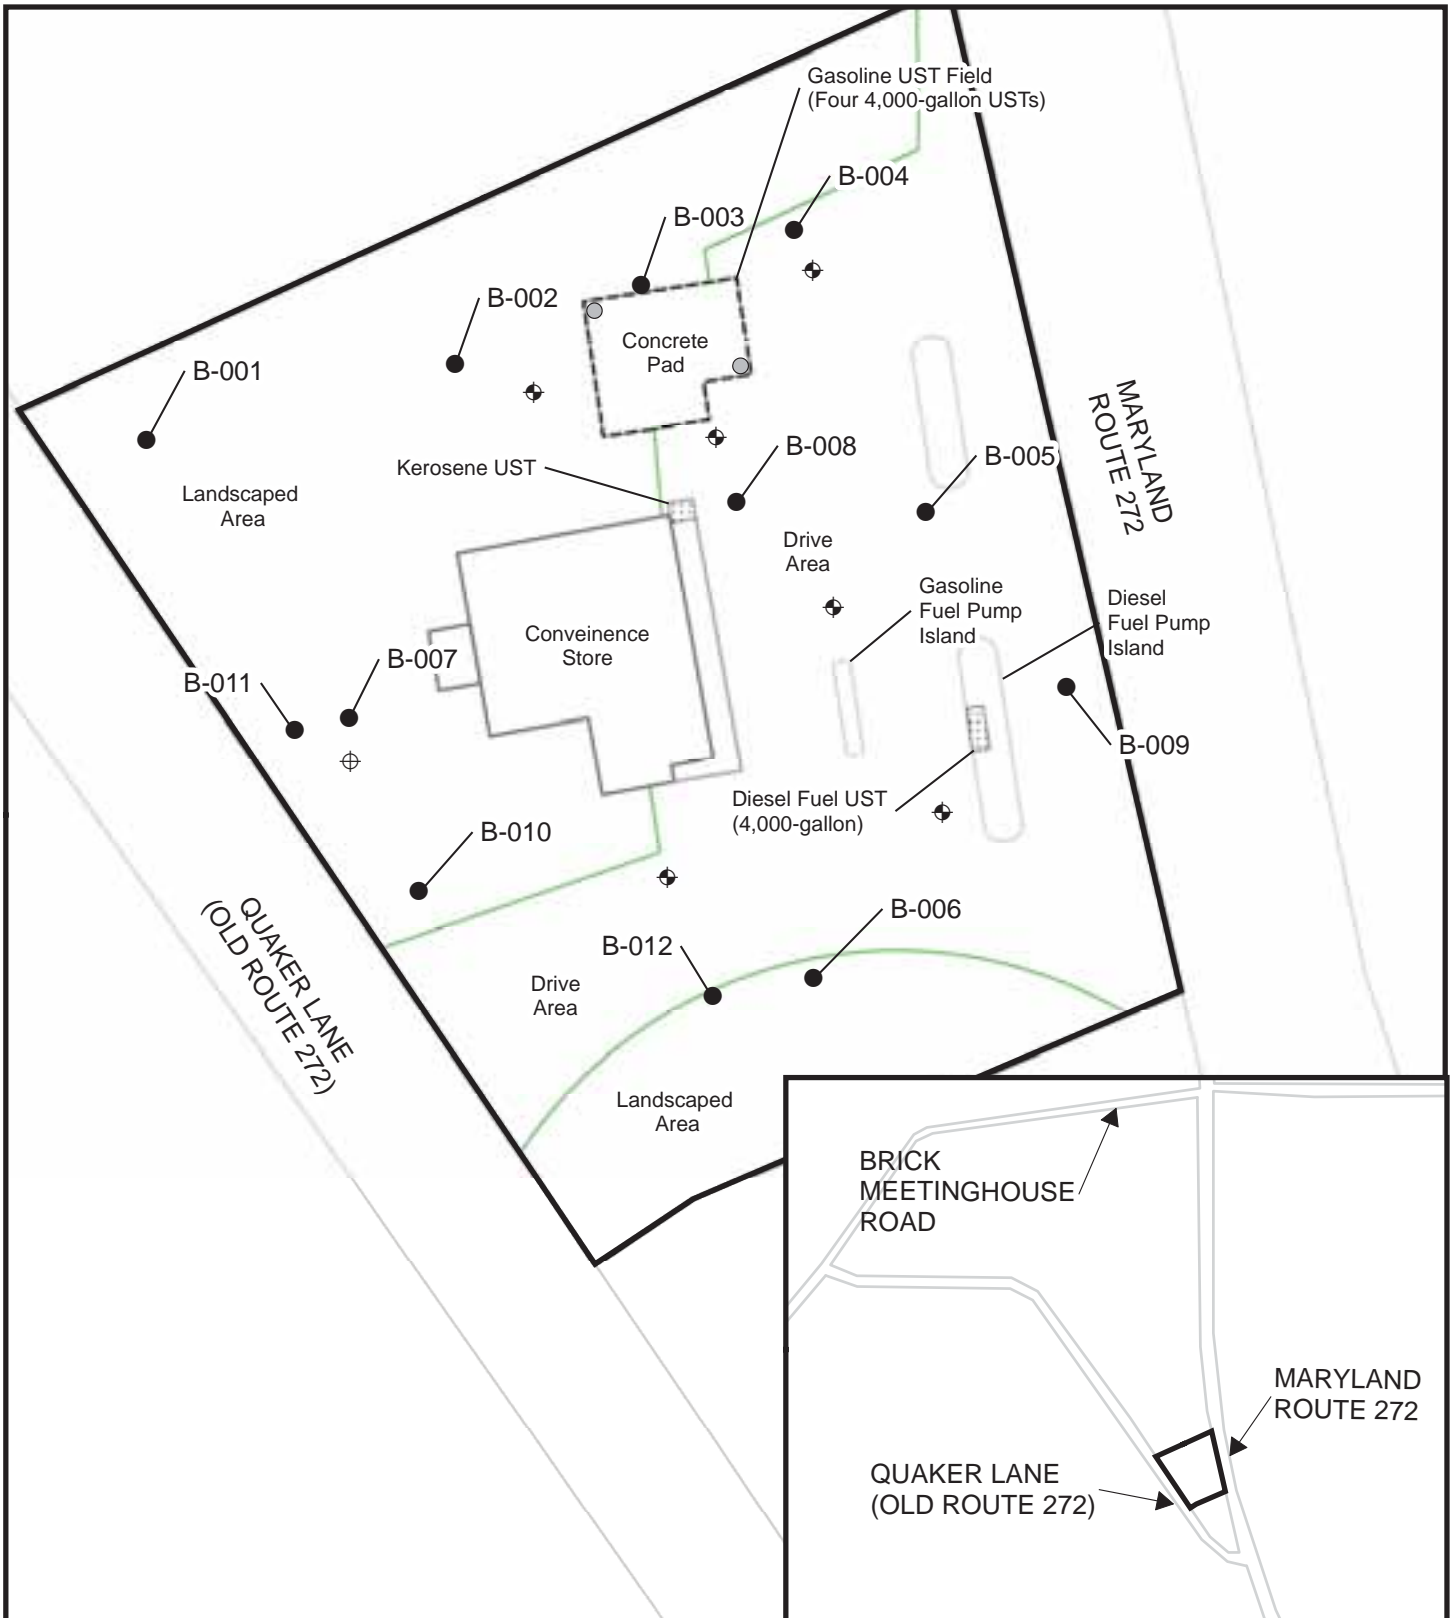 Gasoline UST Field
(Four 4,000-gallon USTs)
B-004
B-003
B-002
Concrete
Pad
B-001
MARYLAND
ROUTE 272
B-008
B-005
Kerosene UST
Landscaped
Area
Drive
Area
Gasoline
Fuel Pump
Island
Diesel
Fuel Pump
Island
Conveinence
Store
B-007
B-011
B-009
Diesel Fuel UST
(4,000-gallon)
B-010
QUAKER LANE
(OLD ROUTE 272)
B-006
B-012
Drive
Area
Landscaped
Area
BRICK
MEETINGHOUSE
ROAD
MARYLAND
ROUTE 272
QUAKER LANE
(OLD ROUTE 272)